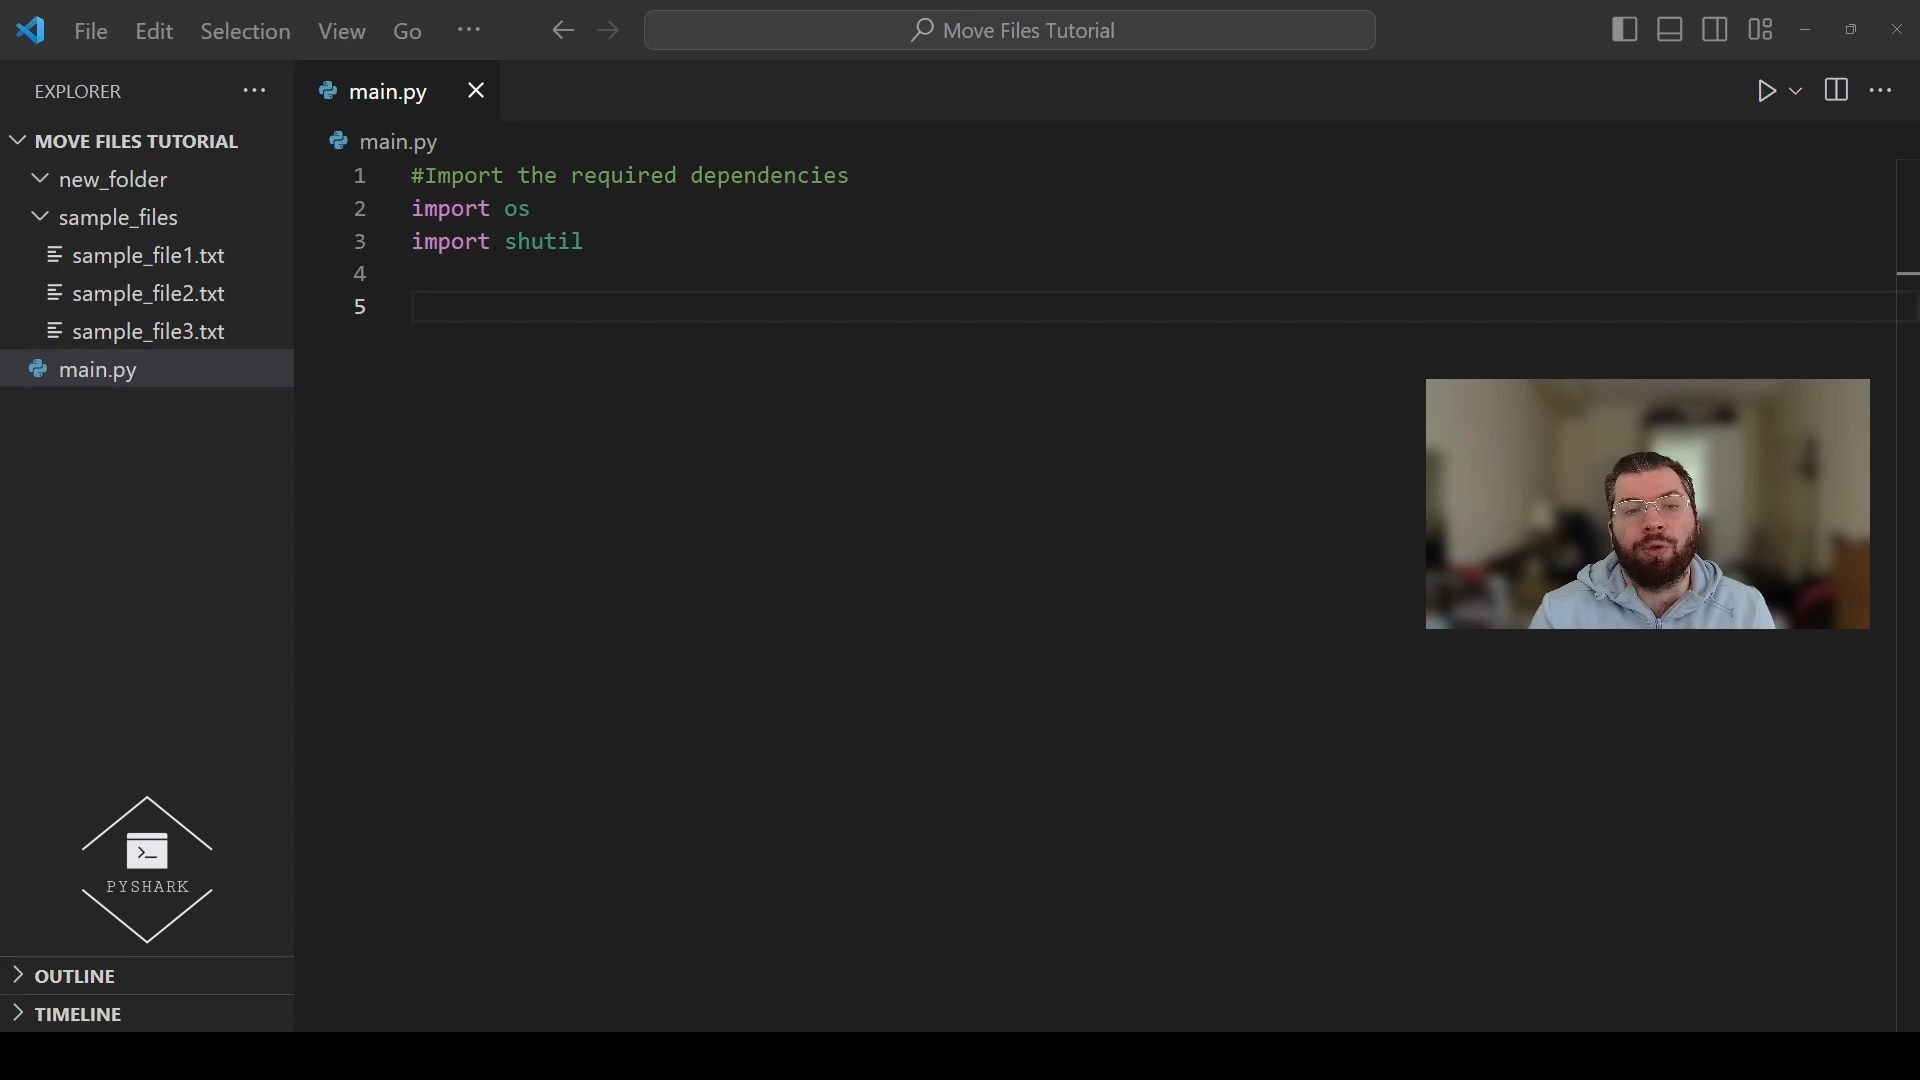 File Edit Selection View Go ···
Move Files Tutorial
EXPLORER ···
main.py
MOVE FILES TUTORIAL
new_folder
sample_files
sample_file1.txt
sample_file2.txt
sample_file3.txt
main.py
main.py
1 #Import the required dependencies
2 import os
3 import shutil
4
5
>_
PYSHARK
OUTLINE
TIMELINE